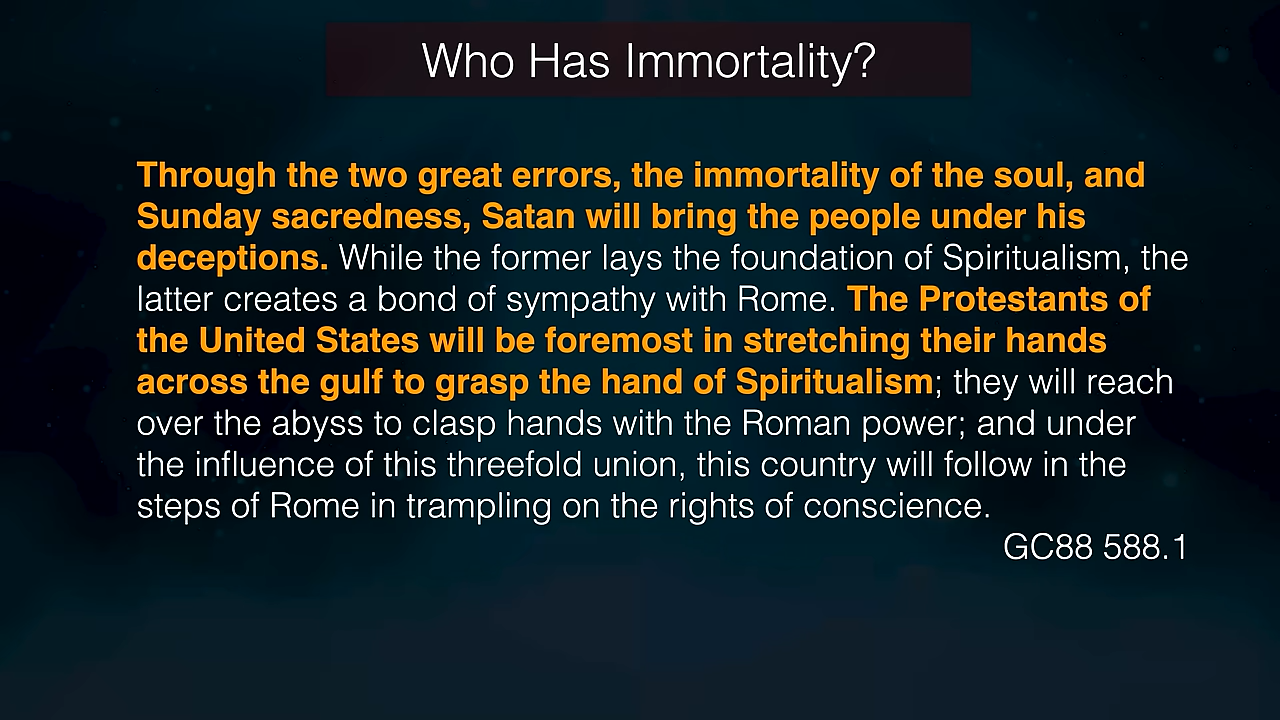 Who Has Immortality?
Through the two great errors, the immortality of the soul, and
Sunday sacredness, Satan will bring the people under his
deceptions. While the former lays the foundation of Spiritualism, the
latter creates a bond of sympathy with Rome. The Protestants of
the United States will be foremost in stretching their hands
across the gulf to grasp the hand of Spiritualism; they will reach
over the abyss to clasp hands with the Roman power; and under
the influence of this threefold union, this country will follow in the
steps of Rome in trampling on the rights of conscience.
GC88 588.1